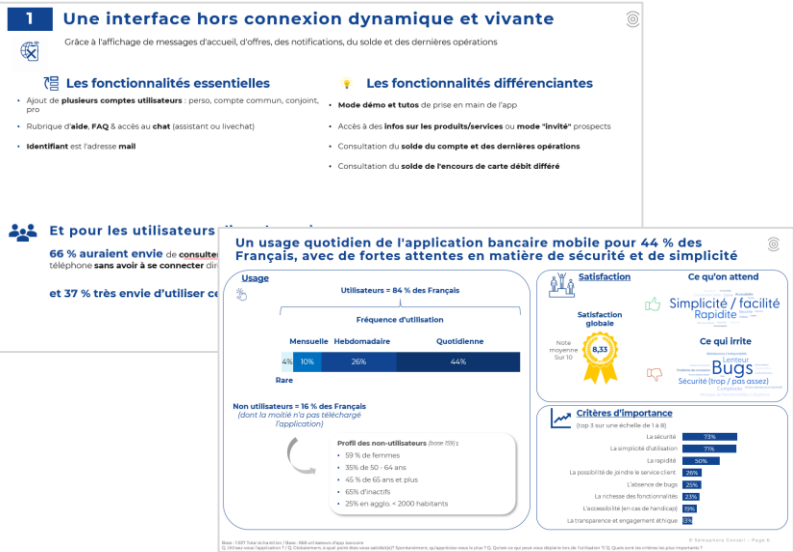 1 Une interface hors connexion dynamique et vivante
Grâce à l'affichage de messages d'accueil, d'offres, des notifications, du solde et des dernières opérations
Les fonctionnalités essentielles
• Ajout de plusieurs comptes utilisateurs : perso, compte commun, conjoint,
pro
• Rubrique d'aide, FAQ & accès au chat (assistant ou livechat)
• Identifiant est l'adresse mail
Les fonctionnalités différenciantes
• Mode démo et tutos de prise en main de l'app
• Accès à des infos sur les produits/services ou mode "invité" prospects
• Consultation du solde du compte et des dernières opérations
• Consultation du solde de l'encours de carte débit différé
Et pour les utilisateurs
66 % auraient envie de consulte
téléphone sans avoir à se connecter
et 37 % très envie d'utiliser ce
Un usage quotidien de l'application bancaire mobile pour 44 % des
Français, avec de fortes attentes en matière de sécurité et de simplicité
Usage
Utilisateurs = 84 % des Français
Fréquence d'utilisation
Mensuelle Hebdomadaire Quotidienne
4% 10% 26% 44%
Rare
Non utilisateurs = 16 % des Français
(dont la moitié n'a pas téléchargé
l'application)
Profil des non-utilisateurs (base 159) :
• 59 % de femmes
• 35% de 50 - 64 ans
• 45 % de 65 ans et plus
• 65% d'inactifs
• 25% en agglo. < 2000 habitants
Satisfaction
Satisfaction
globale
Note
moyenne
Sur 10
8,33
Ce qu'on attend
Simplicité / facilité
Rapidite
Ce qui irrite
Lenteur
Bugs
Sécurité (trop / pas assez)
Critères d'importance
(top 3 sur une échelle de 1 à 8)
La sécurité 73%
La simplicité d'utilisation 71%
La rapidité 50%
La possibilité de joindre le service client 26%
L'absence de bugs 25%
La richesse des fonctionnalités 23%
L'accessibilité (en cas de handicap) 19%
La transparence et engagement éthique 13%
© Sémaphore Conseil - Page 6